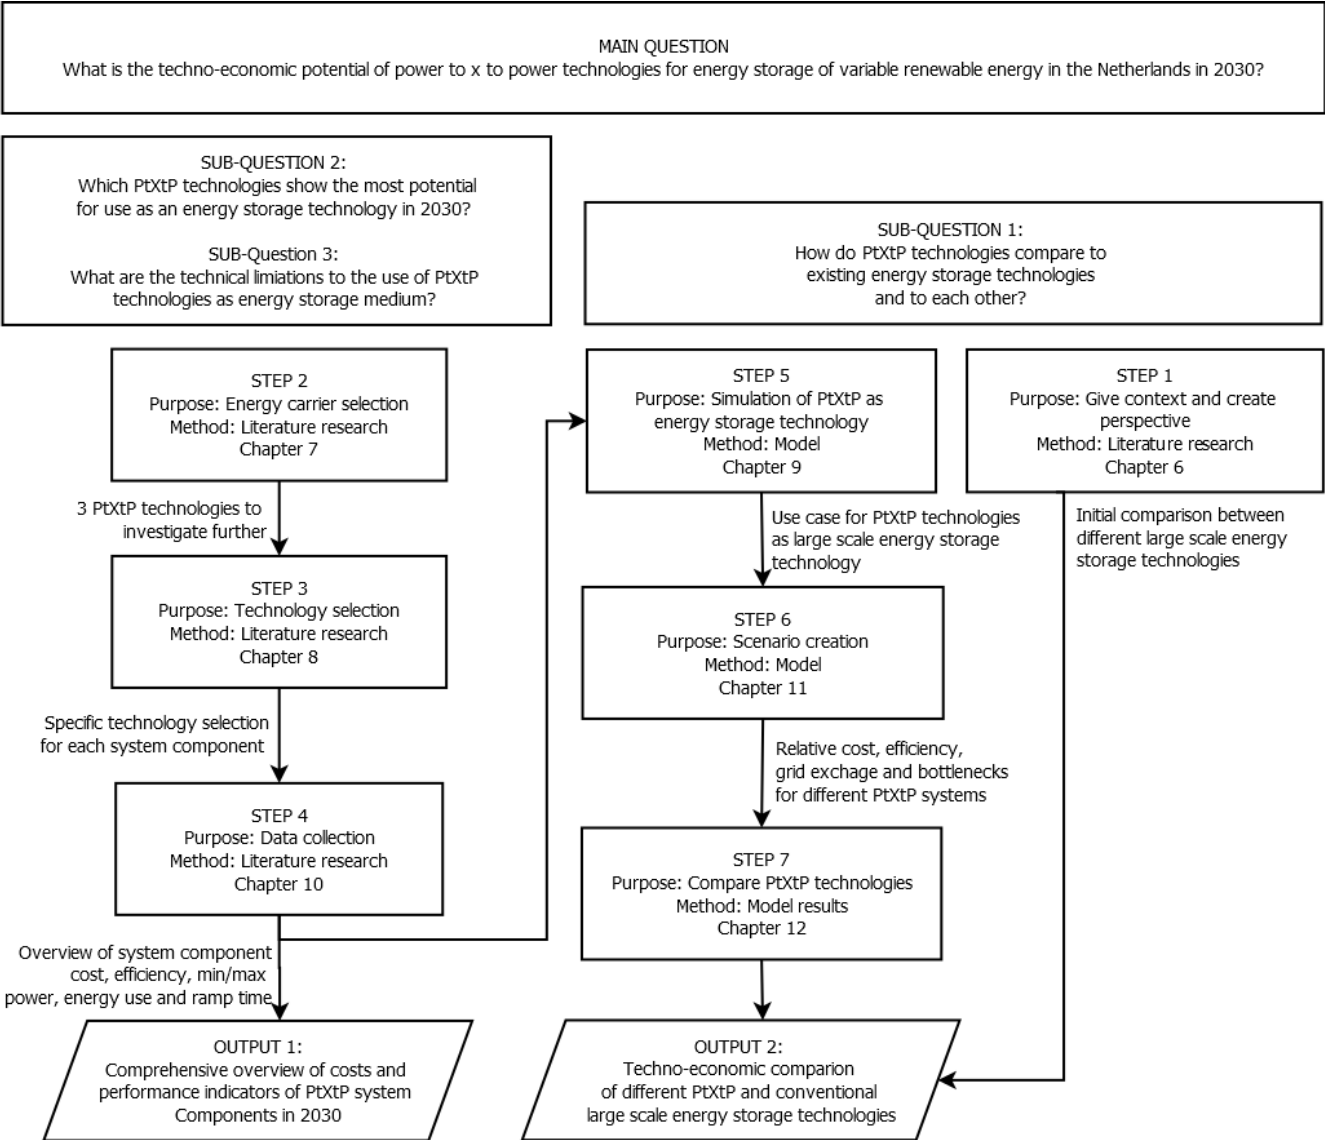 MAIN QUESTION
What is the techno-economic potential of power to x to power technologies for energy storage of variable renewable energy in the Netherlands in 2030?
SUB-QUESTION 2:
Which PtXtP technologies show the most potential
for use as an energy storage technology in 2030?
SUB-Question 3:
What are the technical limiations to the use of PtXtP
technologies as energy storage medium?
SUB-QUESTION 1:
How do PtXtP technologies compare to
existing energy storage technologies
and to each other?
STEP 2
Purpose: Energy carrier selection
Method: Literature research
Chapter 7
3 PtXtP technologies to
investigate further
STEP 3
Purpose: Technology selection
Method: Literature research
Chapter 8
Specific technology selection
for each system component
STEP 4
Purpose: Data collection
Method: Literature research
Chapter 10
Overview of system component
cost, efficiency, min/max
power, energy use and ramp time
OUTPUT 1:
Comprehensive overview of costs and
performance indicators of PtXtP system
Components in 2030
STEP 5
Purpose: Simulation of PtXtP as
energy storage technology
Method: Model
Chapter 9
Use case for PtXtP technologies
as large scale energy storage
technology
STEP 6
Purpose: Scenario creation
Method: Model
Chapter 11
Relative cost, efficiency,
grid exchage and bottlenecks
for different PtXtP systems
STEP 7
Purpose: Compare PtXtP technologies
Method: Model results
Chapter 12
OUTPUT 2:
Techno-economic comparion
of different PtXtP and conventional
large scale energy storage technologies
STEP 1
Purpose: Give context and create
perspective
Method: Literature research
Chapter 6
Initial comparison between
different large scale energy
storage technologies